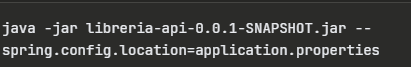 java -jar libreria-api-0.0.1-SNAPSHOT.jar --
spring.config.location=application.properties